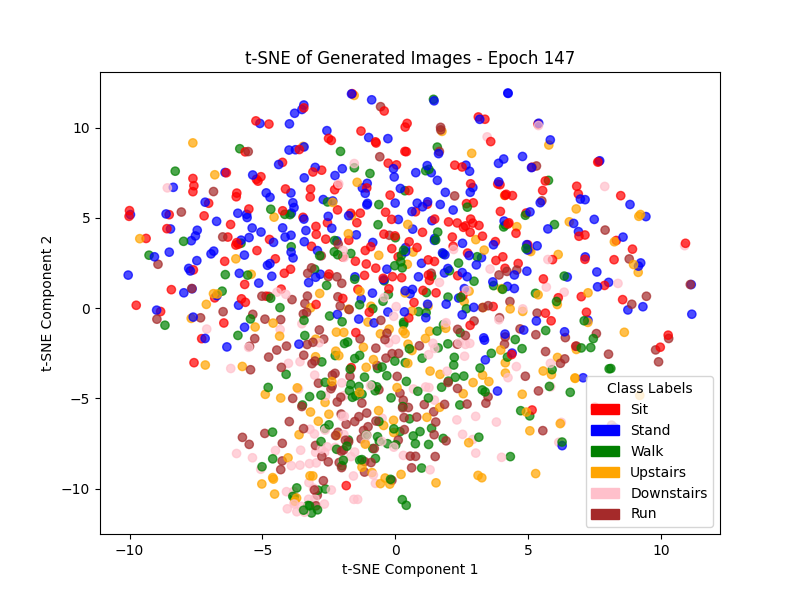 t-SNE of Generated Images - Epoch 147
t-SNE Component 2
10
5
0
−5
−10
Class Labels
Sit
Stand
Walk
Upstairs
Downstairs
Run
−10
−5
0
5
10
t-SNE Component 1